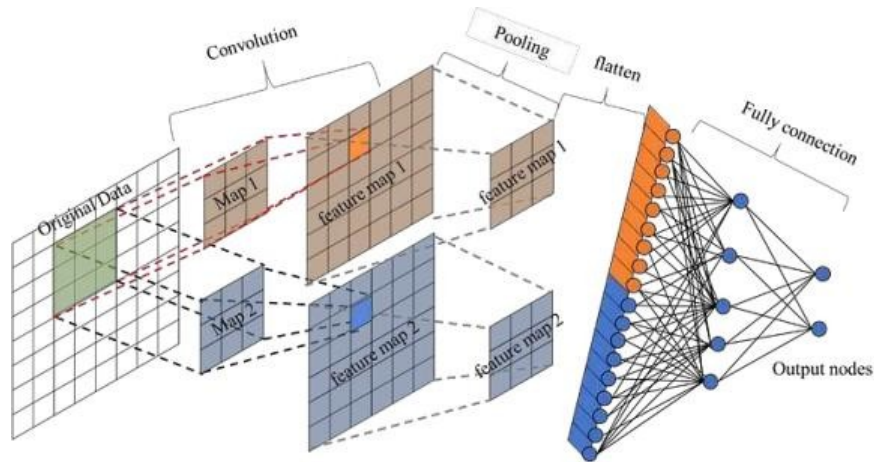 Convolution
Pooling
flatten
Fully connection
Original/Data
Map 1
feature map 1
feature map 1
Map 2
feature map 2
feature map 2
Output nodes